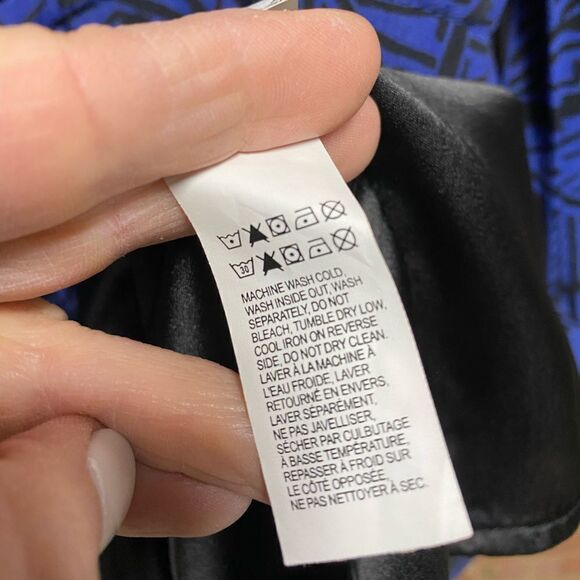 30
MACHINE WASH COLD,
WASH INSIDE OUT, WASH
SEPARATELY, DO NOT
BLEACH, TUMBLE DRY LOW,
COOL IRON ON REVERSE
SIDE, DO NOT DRY CLEAN.
LAVER À LA MACHINE À
L'EAU FROIDE, LAVER
RETOURNÉ EN ENVERS,
LAVER SÉPARÉMENT,
NE PAS JAVELLISER,
SÉCHER PAR CULBUTAGE
À BASSE TEMPÉRATURE,
REPASSER À FROID SUR
LE CÔTÉ OPPOSÉE,
NE PAS NETTOYER À SEC.